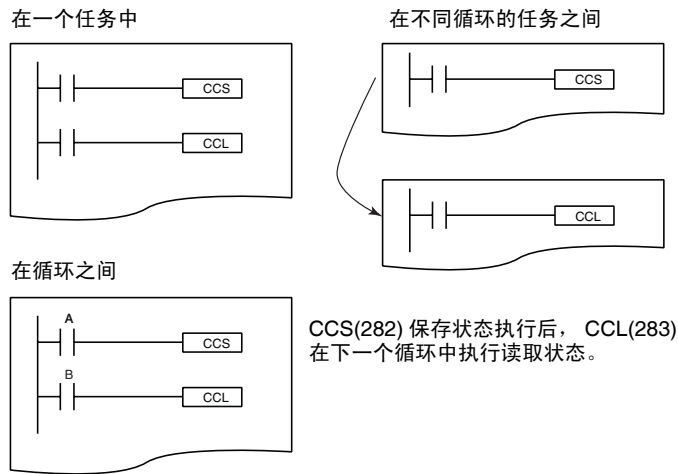 在一个任务中
CCS
CCL
在不同循环的任务之间
CCS
CCL
在循环之间
A
CCS
B
CCL
CCS(282) 保存状态执行后， CCL(283)
在下一个循环中执行读取状态。